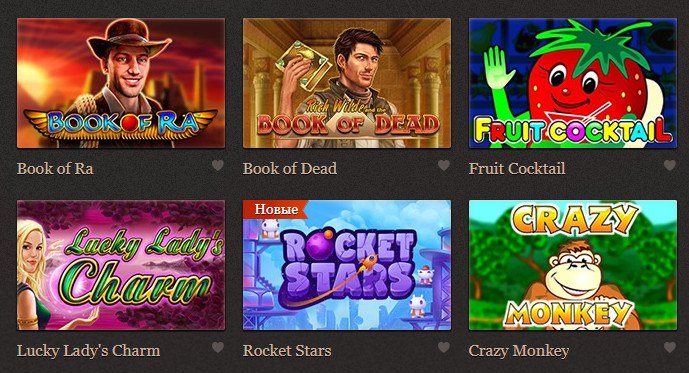 BOOK OF RA
Rich Wilde and the
BOOK OF DEAD
FRUIT COCKTAIL
Book of Ra
Book of Dead
Fruit Cocktail
Lucky Lady's
Charm
Новые
ROCKET
STARS
CRAZY
MONKEY
Lucky Lady's Charm
Rocket Stars
Crazy Monkey